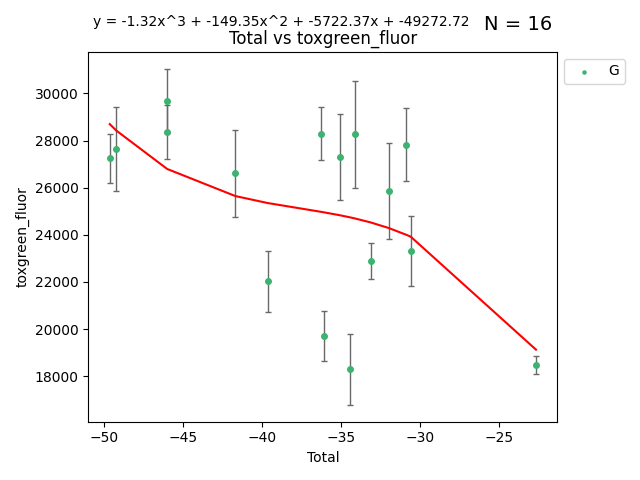 y = -1.32x^3 + -149.35x^2 + -5722.37x + -49272.72
N = 16
Total vs toxgreen_fluor
G
toxgreen_fluor
30000
28000
26000
24000
22000
20000
18000
−50
−45
−40
−35
−30
−25
Total